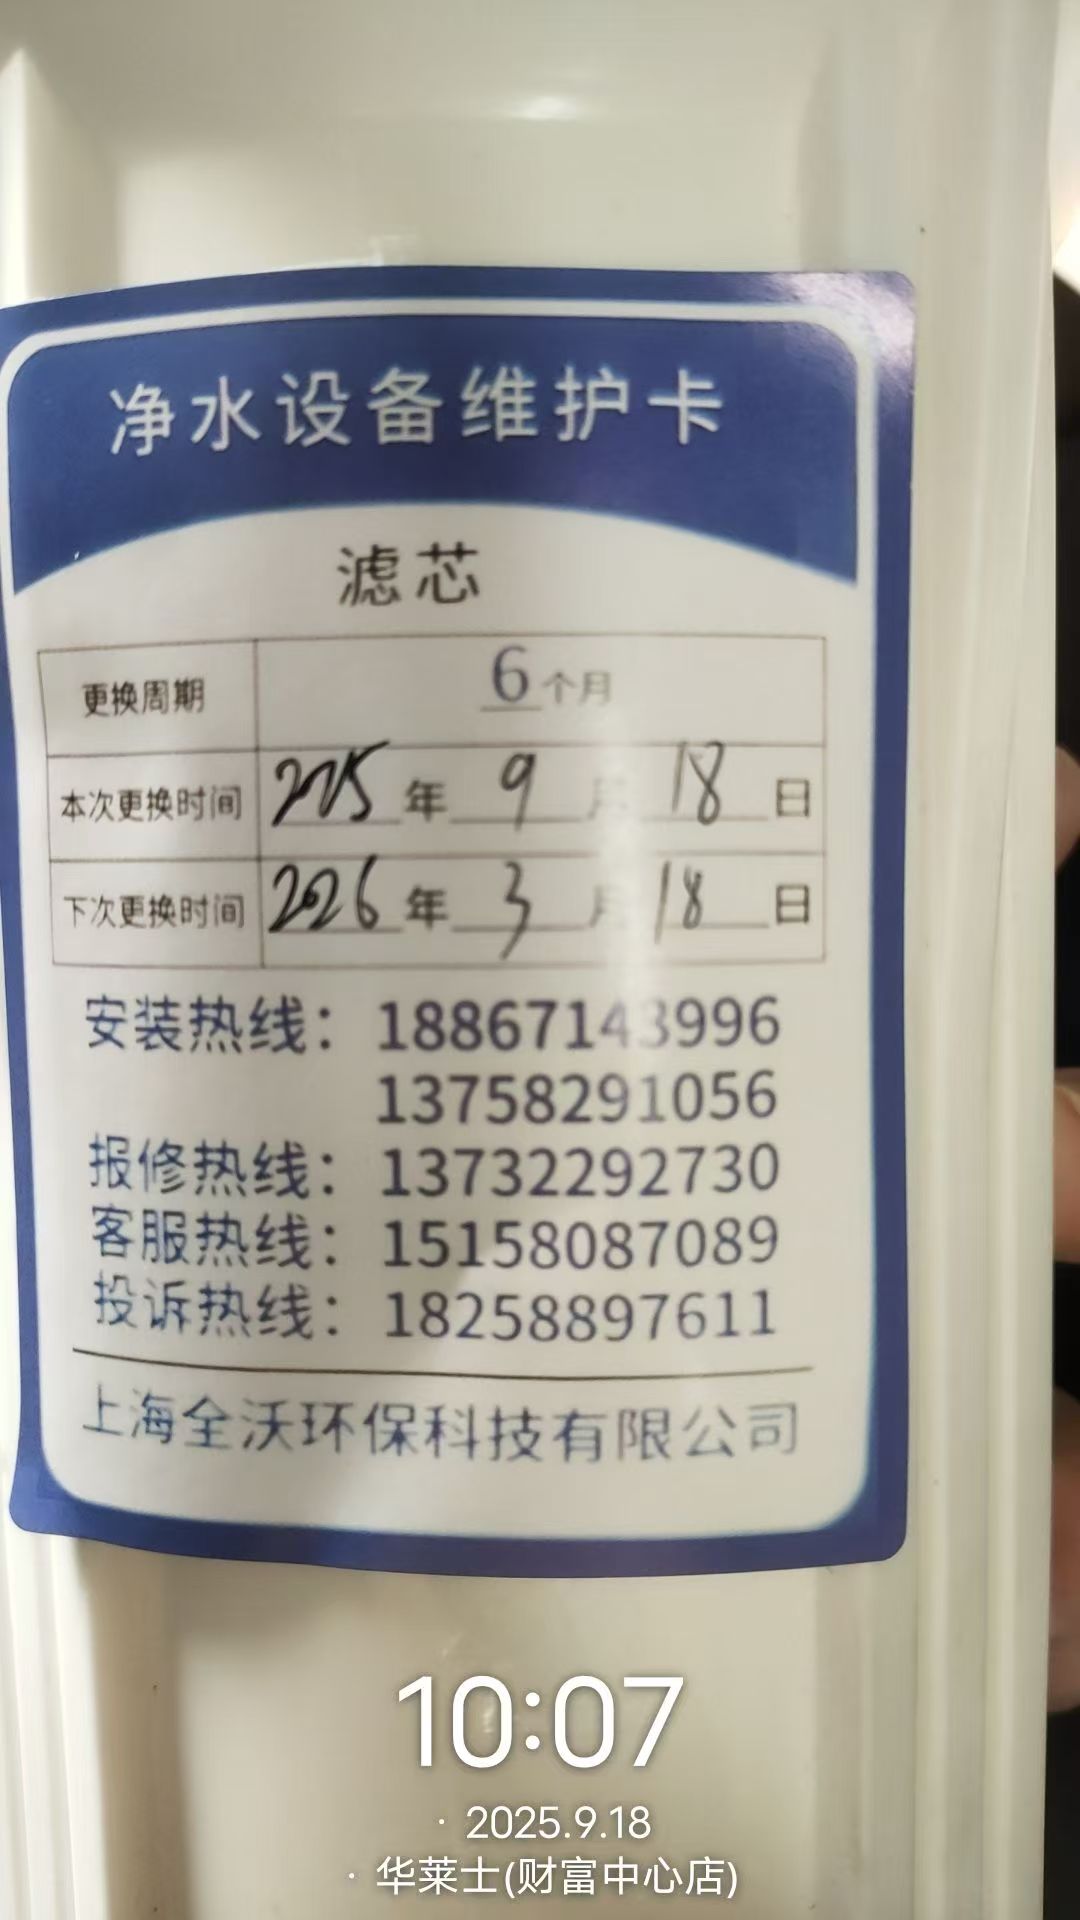 净水设备维护卡
滤芯
更换周期 6个月
本次更换时间 2025年 9月 18日
下次更换时间 2026年 3月 18日
安装热线：18867143996
13758291056
报修热线：13732292730
客服热线：15158087089
投诉热线：18258897611
上海全沃环保科技有限公司
10:07
· 2025.9.18
· 华莱士(财富中心店)